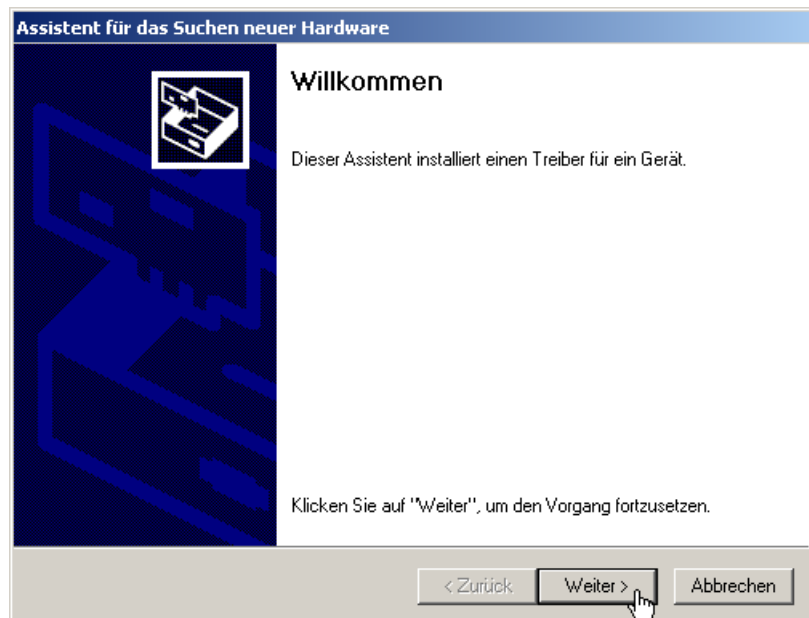 Assistent für das Suchen neuer Hardware
Willkommen
Dieser Assistent installiert einen Treiber für ein Gerät.
Klicken Sie auf "Weiter", um den Vorgang fortzusetzen.
< Zurück Weiter > Abbrechen